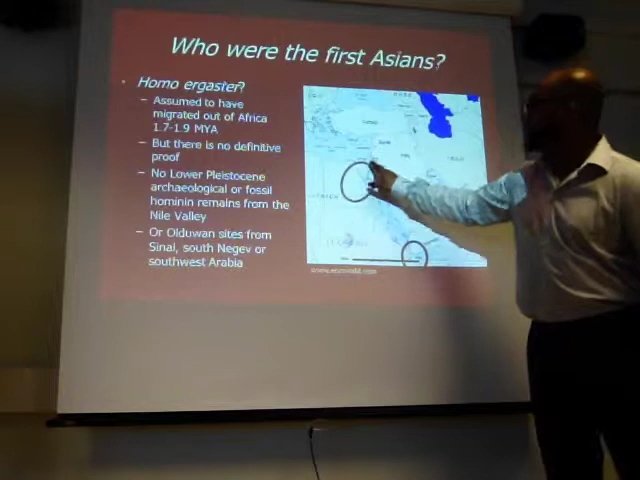 Who were the first Asians?
• Homo ergaster?
– Assumed to have
migrated out of Africa
1.7-1.9 MYA
– But there is no definitive
proof
– No Lower Pleistocene
archaeological or fossil
hominin remains from the
Nile Valley
– Or Olduwan sites from
Sinai, south Negev or
southwest Arabia